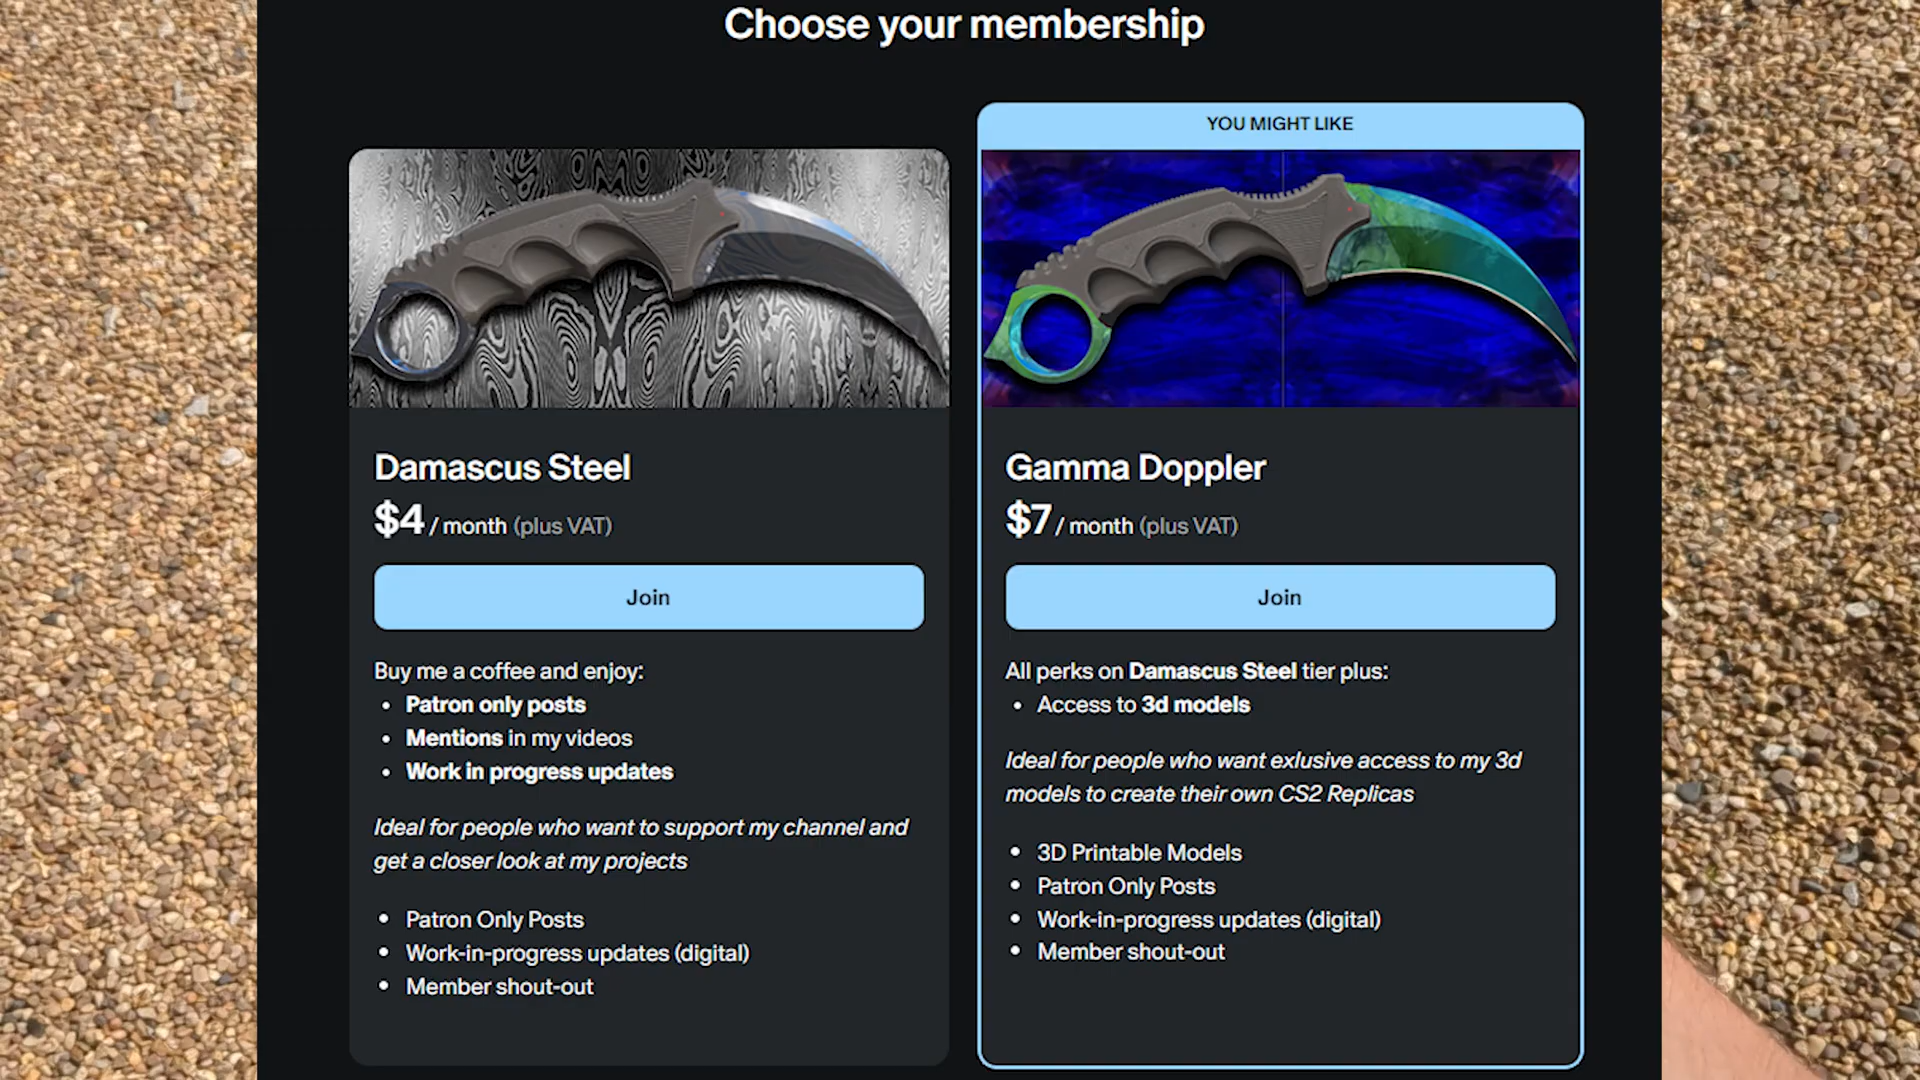 Choose your membership
Damascus Steel
$4 / month (plus VAT)
Join
Buy me a coffee and enjoy:
• Patron only posts
• Mentions in my videos
• Work in progress updates
Ideal for people who want to support my channel and
get a closer look at my projects
• Patron Only Posts
• Work-in-progress updates (digital)
• Member shout-out
YOU MIGHT LIKE
Gamma Doppler
$7 / month (plus VAT)
Join
All perks on Damascus Steel tier plus:
• Access to 3d models
Ideal for people who want exlusive access to my 3d
models to create their own CS2 Replicas
• 3D Printable Models
• Patron Only Posts
• Work-in-progress updates (digital)
• Member shout-out